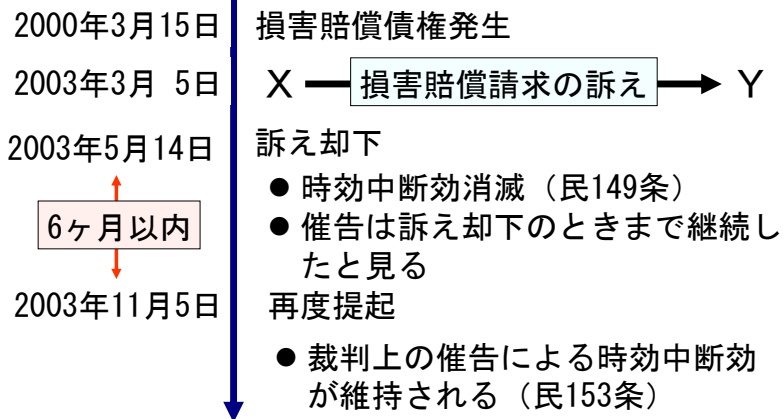 2000年3月15日 損害賠償債権発生
2003年3月 5日 X 損害賠償請求の訴え Y
2003年5月14日 訴え却下
● 時効中断効消滅（民149条）
6ヶ月以内
● 催告は訴え却下のときまで継続し
たと見る
2003年11月5日 再度提起
● 裁判上の催告による時効中断効
が維持される（民153条）